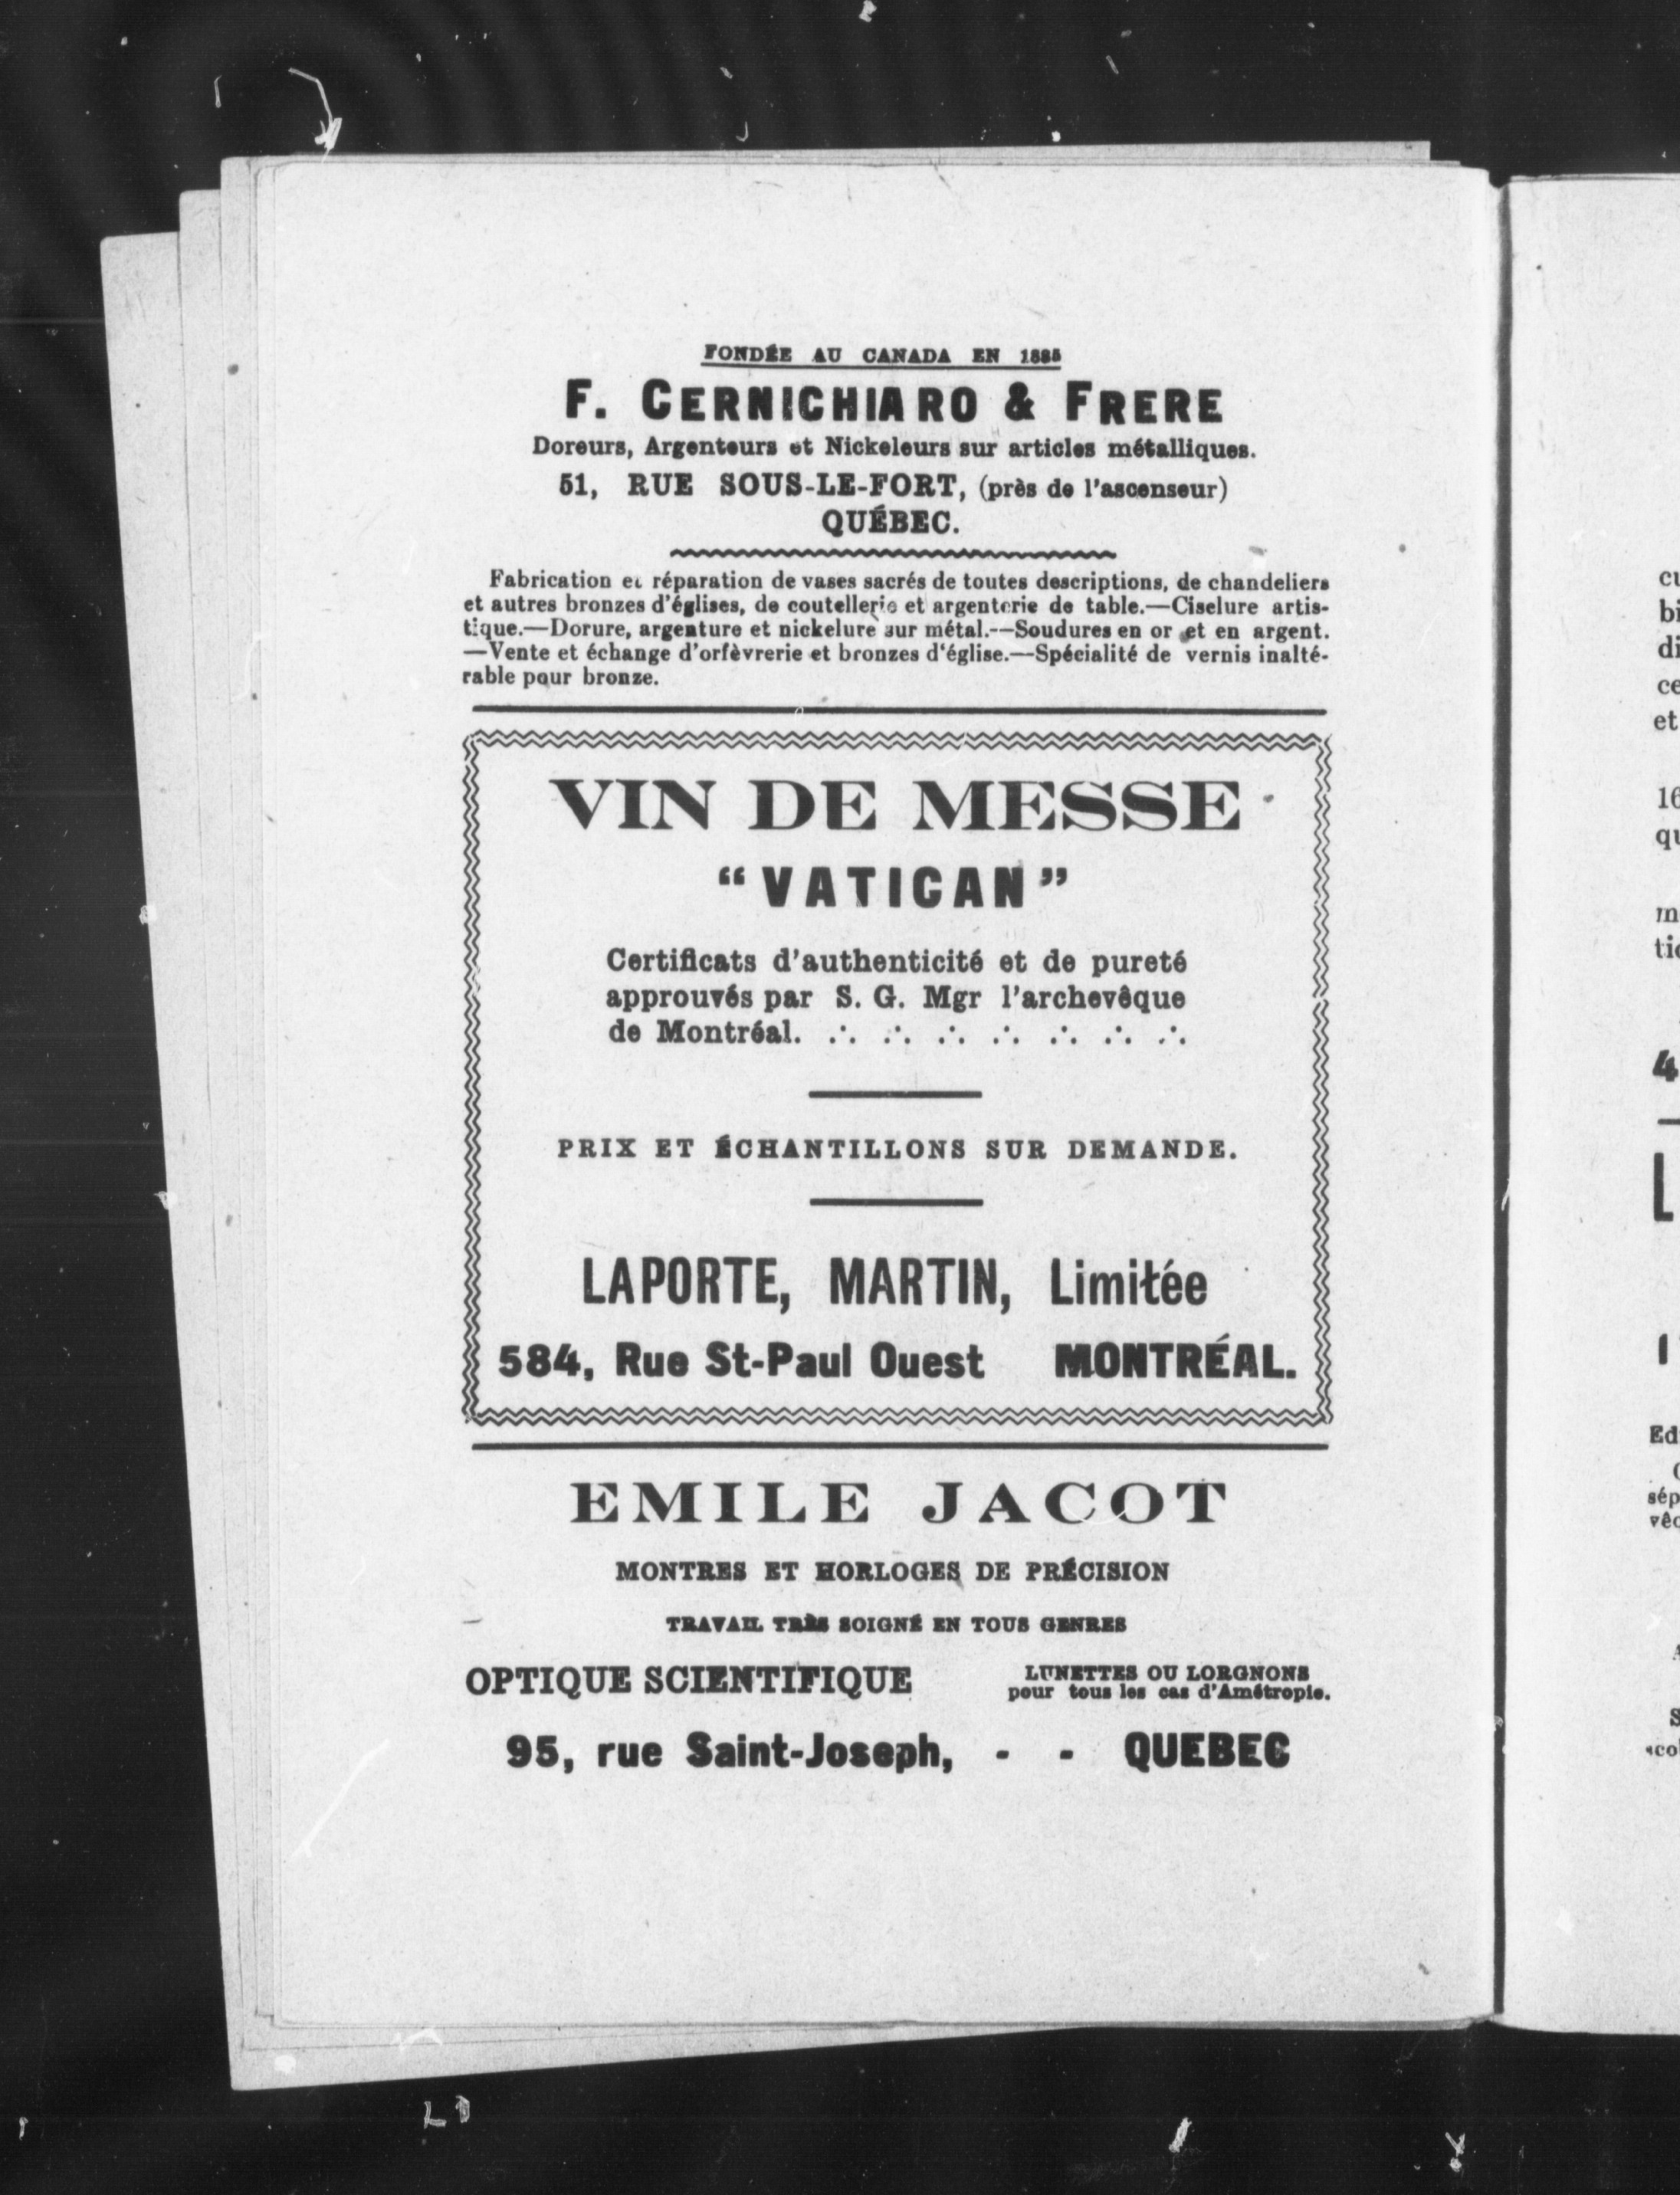 FONDÉE AU CANADA EN 1885
F. CERNICHIARO & FRERE
Doreurs, Argenteurs et Nickeleurs sur articles métalliques.
51, RUE SOUS-LE-FORT, (près de l'ascenseur)
QUÉBEC.
Fabrication et réparation de vases sacrés de toutes descriptions, de chandeliers
et autres bronzes d'églises, de coutellerie et argenterie de table.—Ciselure artis-
tique.—Dorure, argenture et nickelure sur métal.--Soudures en or et en argent.
—Vente et échange d'orfèvrerie et bronzes d'église.—Spécialité de vernis inalté-
rable pour bronze.
VIN DE MESSE
“VATICAN”
Certificats d'authenticité et de pureté
approuvés par S. G. Mgr l'archevêque
de Montréal. ∴ ∴ ∴ ∴ ∴ ∴ ∴
PRIX ET ÉCHANTILLONS SUR DEMANDE.
LAPORTE, MARTIN, Limitée
584, Rue St-Paul Ouest MONTRÉAL.
EMILE JACOT
MONTRES ET HORLOGES DE PRÉCISION
TRAVAIL TRÈS SOIGNÉ EN TOUS GENRES
OPTIQUE SCIENTIFIQUE
LUNETTES OU LORGNONS
pour tous les cas d'Amétropie.
95, rue Saint-Joseph, - - QUEBEC